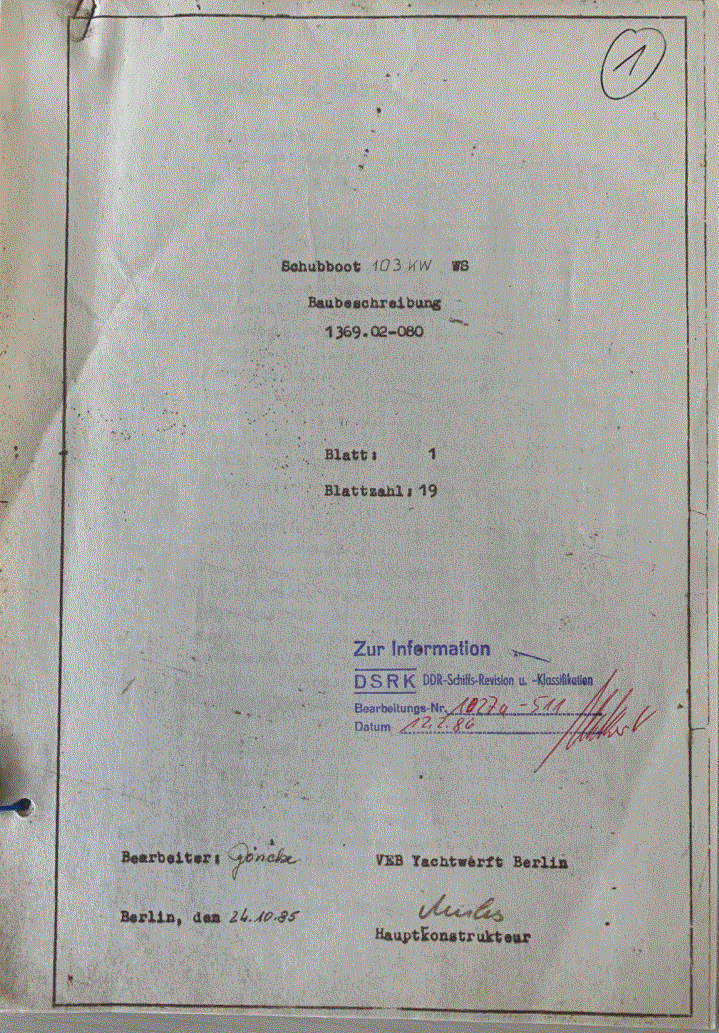 1
Schubboot 103 KW WS
Baubeschreibung
1369.02-080
Blatt: 1
Blattzahl: 19
Zur Information
DSRK DDR-Schiffs-Revision u. -Klassifikation
Bearbeitungs-Nr. 1027a-511
Datum 12.2.86
Bearbeiter:
VEB Yachtwerft Berlin
Berlin, den 24.10.85
Hauptkonstrukteur